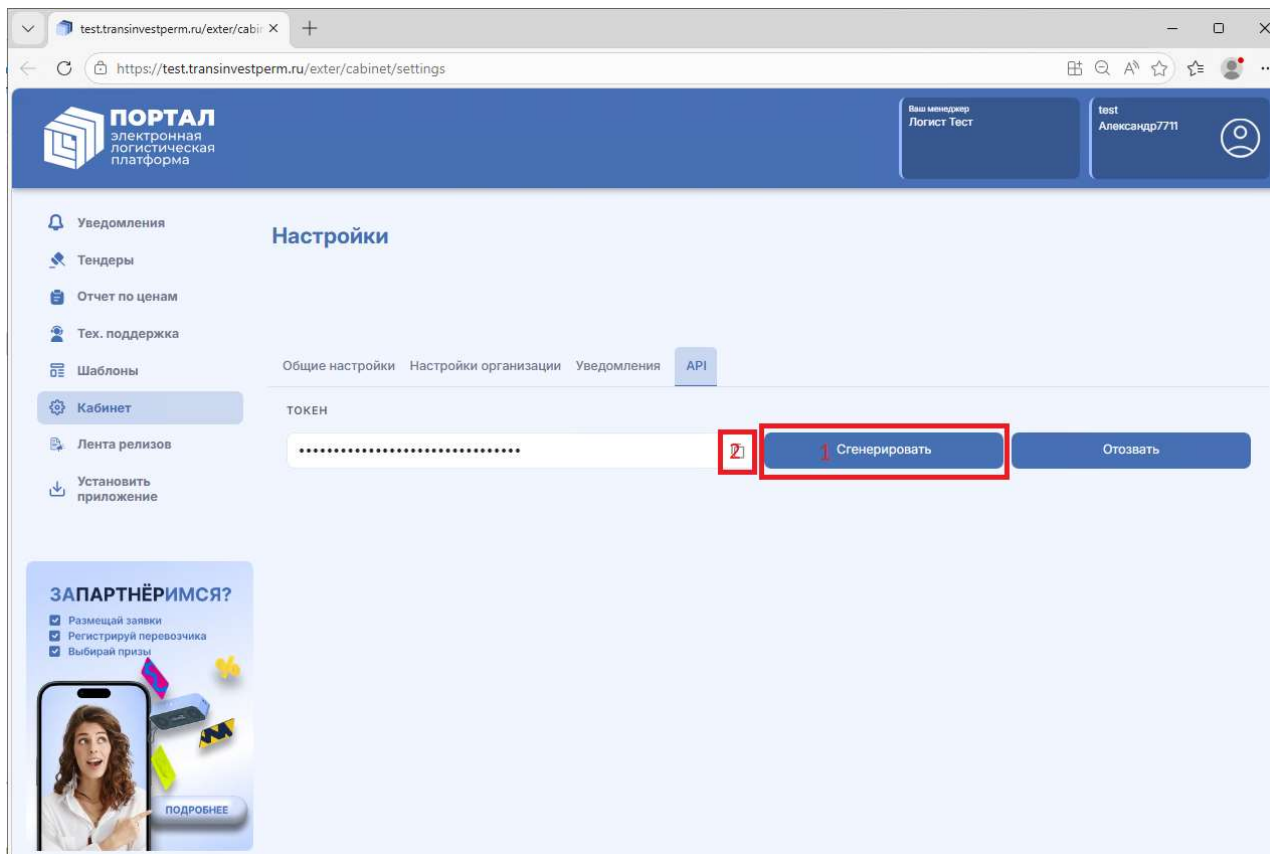 test.transinvestperm.ru/exter/cabir
https://test.transinvestperm.ru/exter/cabinet/settings
ПОРТАЛ
электронная
логистическая
платформа
Ваш менеджер
Логист Тест
test
Александр7711
Уведомления
Тендеры
Отчет по ценам
Тех. поддержка
Шаблоны
Кабинет
Лента релизов
Установить
приложение
Настройки
Общие настройки Настройки организации Уведомления API
ТОКЕН
••••••••••••••••••••••••••••••••
2
1 Сгенерировать
Отозвать
ЗАПАРТНЁРИМСЯ?
Размещай заявки
Регистрируй перевозчика
Выбирай призы
%
ПОДРОБНЕЕ